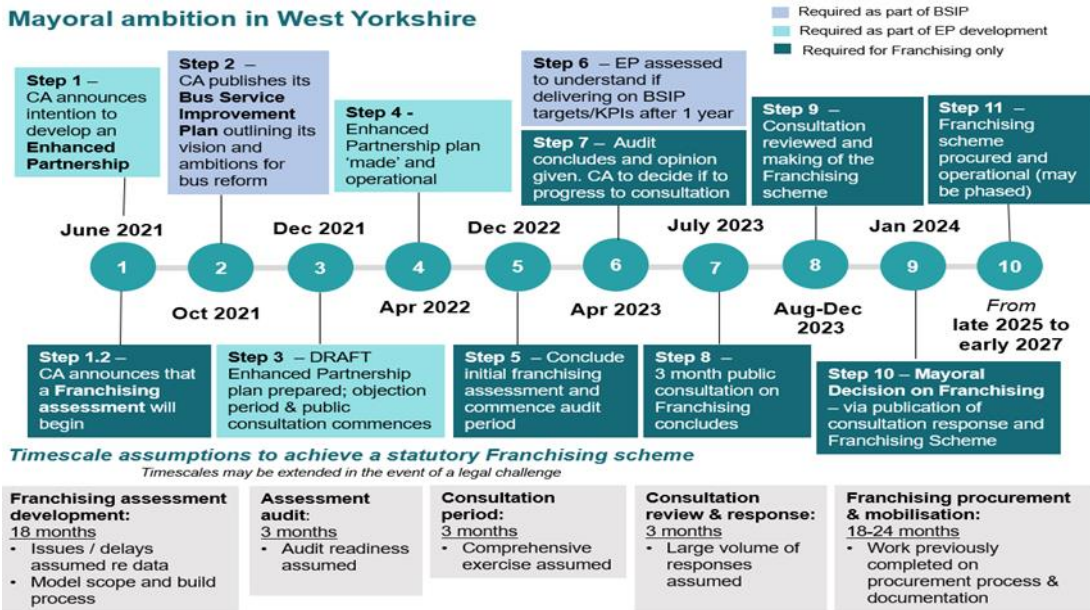 Mayoral ambition in West Yorkshire
Required as part of BSIP
Required as part of EP development
Required for Franchising only
Step 1 –
CA announces
intention to
develop an
Enhanced
Partnership
Step 2 –
CA publishes its
Bus Service
Improvement
Plan outlining its
vision and
ambitions for
bus reform
Step 4 -
Enhanced
Partnership plan
‘made’ and
operational
Step 6 – EP assessed
to understand if
delivering on BSIP
targets/KPIs after 1 year
Step 7 – Audit
concludes and opinion
given. CA to decide if to
progress to consultation
Step 9 –
Consultation
reviewed and
making of the
Franchising
scheme
Step 11 –
Franchising
scheme
procured and
operational (may
be phased)
June 2021
Dec 2021
Dec 2022
July 2023
Jan 2024
1
2
3
4
5
6
7
8
9
10
Oct 2021
Apr 2022
Apr 2023
Aug-Dec
2023
From
late 2025 to
early 2027
Step 1.2 –
CA announces that
a Franchising
assessment will
begin
Step 3 – DRAFT
Enhanced Partnership
plan prepared; objection
period & public
consultation commences
Step 5 – Conclude
initial franchising
assessment and
commence audit
period
Step 8 –
3 month public
consultation on
Franchising
concludes
Step 10 – Mayoral
Decision on Franchising
– via publication of
consultation response and
Franchising Scheme
Timescale assumptions to achieve a statutory Franchising scheme
Timescales may be extended in the event of a legal challenge
Franchising assessment
development:
18 months
• Issues / delays
assumed re data
• Model scope and build
process
Assessment
audit:
3 months
• Audit readiness
assumed
Consultation
period:
3 months
• Comprehensive
exercise assumed
Consultation
review & response:
3 months
• Large volume of
responses
assumed
Franchising procurement
& mobilisation:
18-24 months
• Work previously
completed on
procurement process &
documentation